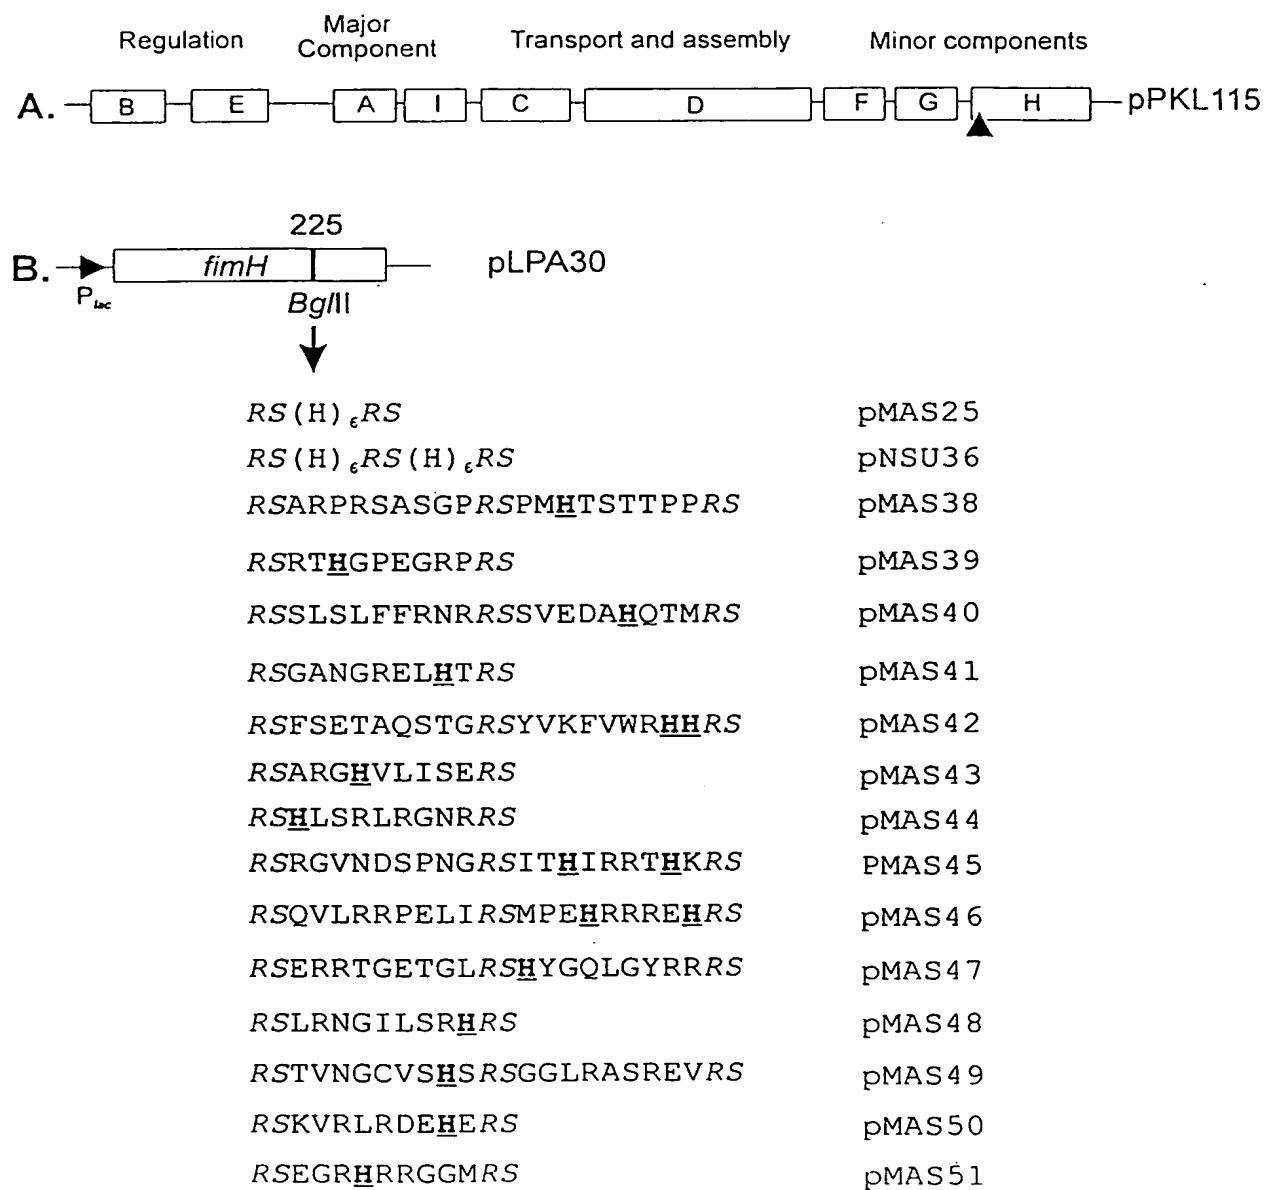 Regulation Major Component Transport and assembly Minor components
A. B E A I C D F G H pPKL115
225
B. fimH pLPA30
Plac BglII
RS(H)6RS pMAS25
RS(H)6RS(H)6RS pNSU36
RSARPRSASGPRSPMHTSTTPPRS pMAS38
RSRTHGPEGRPRS pMAS39
RSSLSLFFRNRRSSVEDAHQTMRS pMAS40
RSGANGRELHTRS pMAS41
RSFSETAQSTGRSYVKFVWRHHRS pMAS42
RSARGHVLISERS pMAS43
RSHLSRLRGNRRS pMAS44
RSRGVNDSPNGRSITHIRRTHKRS PMAS45
RSQVLRRPELIRSMPEHRRREHRS pMAS46
RSERRTGETGLRSHYGQLGYRRRS pMAS47
RSLRNGILSRHRS pMAS48
RSTVNGCVSHSRSGGLRASREVRS pMAS49
RSKVRLRDEHERS pMAS50
RSEGRHRRGGMRS pMAS51